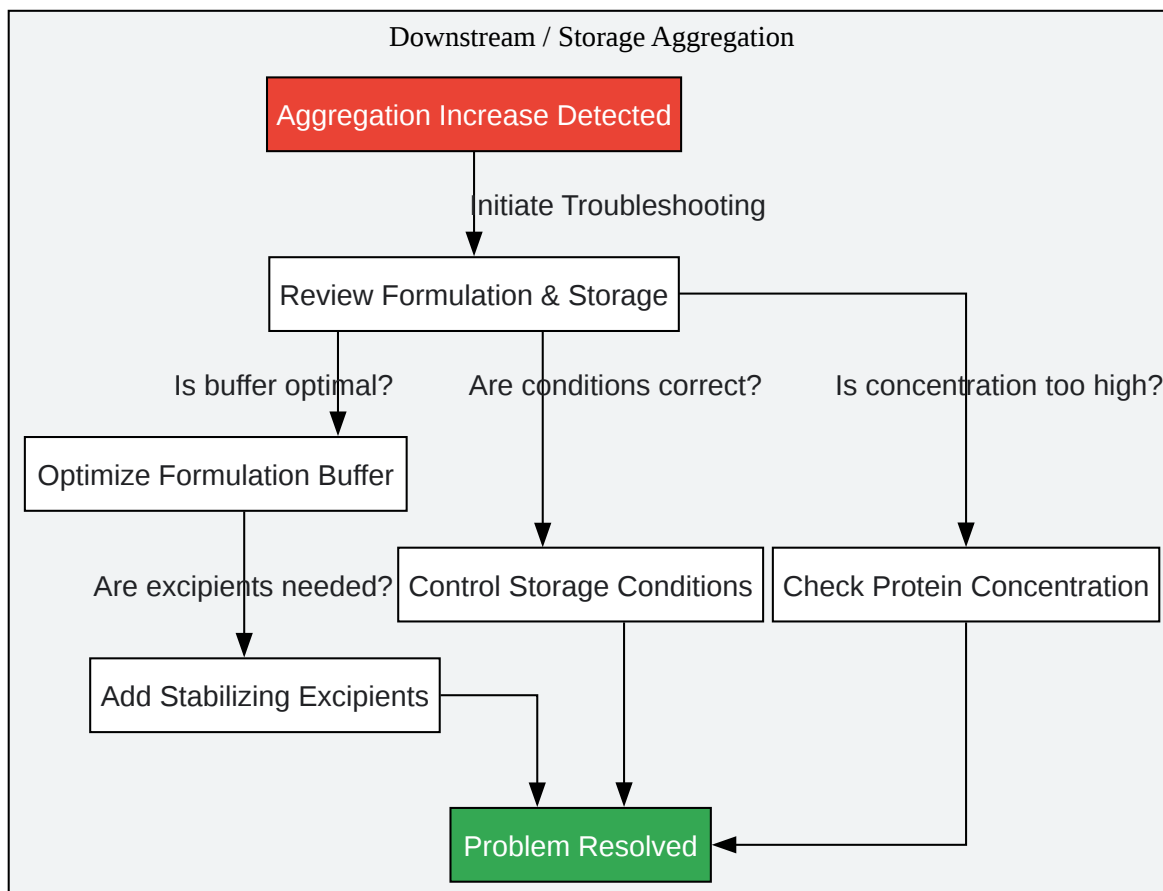 Downstream / Storage Aggregation
Aggregation Increase Detected
Initiate Troubleshooting
Review Formulation & Storage
Is buffer optimal?
Are conditions correct?
Is concentration too high?
Optimize Formulation Buffer
Are excipients needed?
Control Storage Conditions
Check Protein Concentration
Add Stabilizing Excipients
Problem Resolved